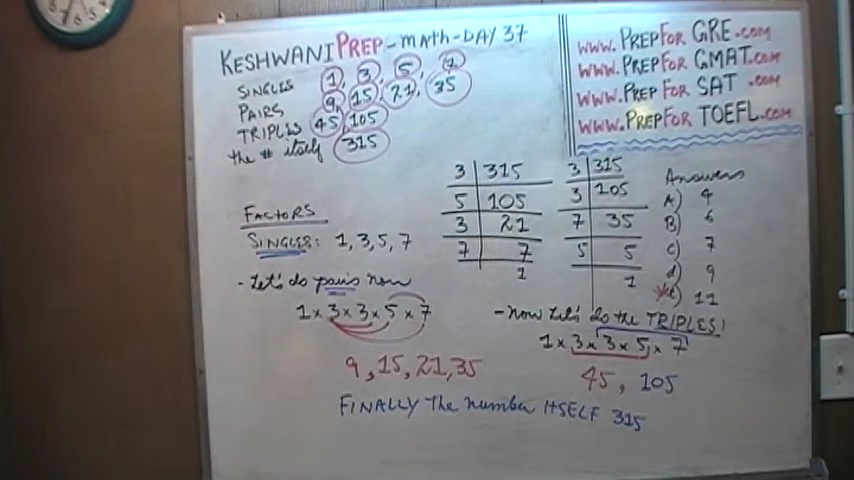 KESHWANI PREP - MATH - DAY 37
SINGLES 1, 3, 5, 7
PAIRS 9, 15, 21, 35
TRIPLES 45, 105
the # itself 315
www.PREPFOR GRE.com
www.PREPFOR GMAT.com
www.PREP FOR SAT.com
www.PREPFOR TOEFL.com
FACTORS
SINGLES: 1, 3, 5, 7
- Let's do pairs now
1 x 3 x 3 x 5 x 7
9, 15, 21, 35
3 | 315
5 | 105
3 | 21
7 | 7
1
3 | 315
3 | 105
7 | 35
5 | 5
1
Answers
A) 4
B) 6
c) 7
d) 9
e) 11
- NOW Let's do the TRIPLES!
1 x 3 x 3 x 5 x 7
45, 105
FINALLY the number ITSELF 315